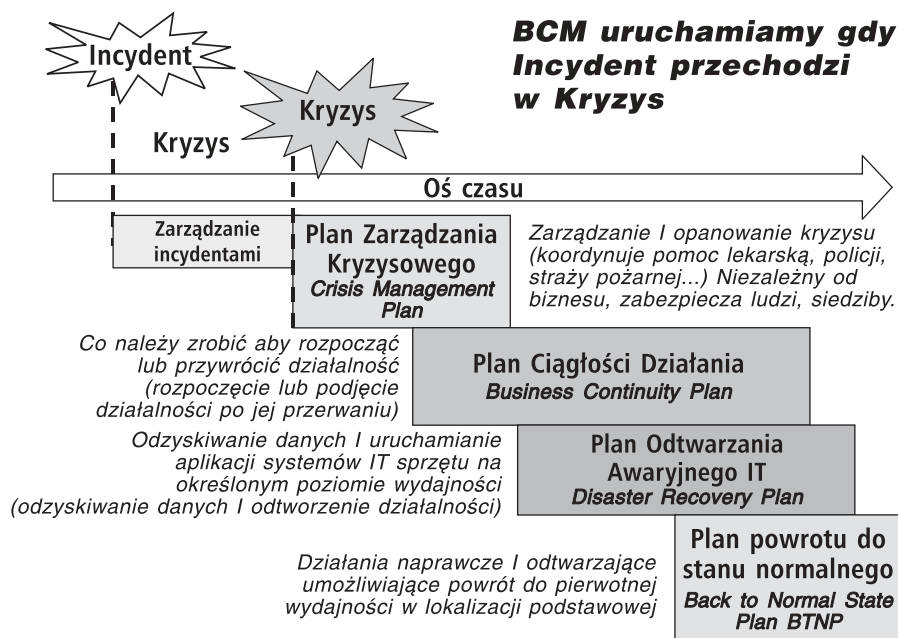 Incydent
BCM uruchamiamy gdy
Incydent przechodzi
w Kryzys
Kryzys
Kryzys
Oś czasu
Zarządzanie
incydentami
Plan Zarządzania
Kryzysowego
Crisis Management
Plan
Zarządzanie I opanowanie kryzysu
(koordynuje pomoc lekarską, policji,
straży pożarnej...) Niezależny od
biznesu, zabezpiecza ludzi, siedziby.
Co należy zrobić aby rozpocząć
lub przywrócić działalność
(rozpoczęcie lub podjęcie
działalności po jej przerwaniu)
Plan Ciągłości Działania
Business Continuity Plan
Odzyskiwanie danych I uruchamianie
aplikacji systemów IT sprzętu na
określonym poziomie wydajności
(odzyskiwanie danych I odtworzenie działalności)
Plan Odtwarzania
Awaryjnego IT
Disaster Recovery Plan
Działania naprawcze I odtwarzające
umożliwiające powrót do pierwotnej
wydajności w lokalizacji podstawowej
Plan powrotu do
stanu normalnego
Back to Normal State
Plan BTNP